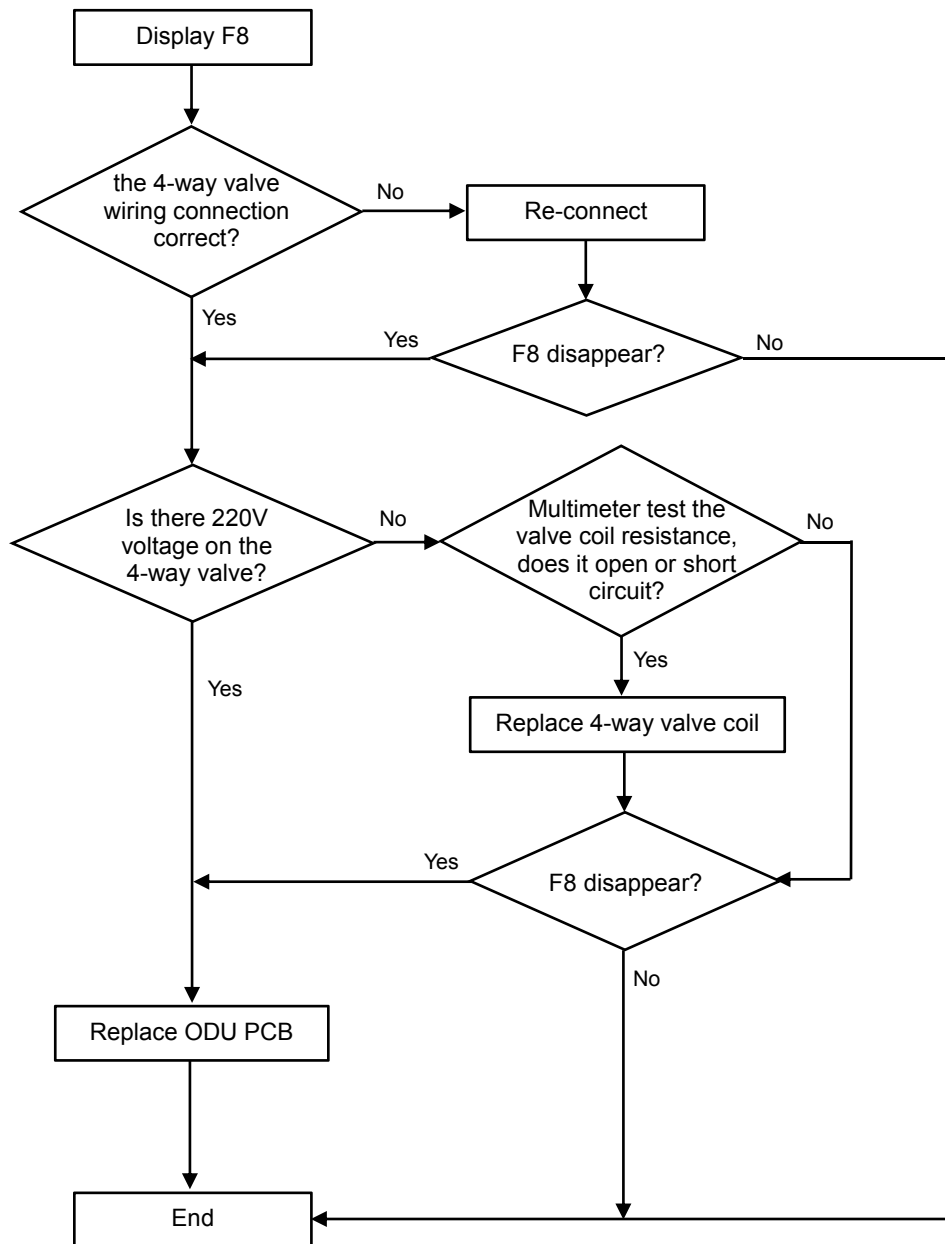 Display F8
the 4-way valve
wiring connection
correct?
No
Re-connect
Yes
Yes
F8 disappear?
No
Is there 220V
voltage on the
4-way valve?
No
Multimeter test the
valve coil resistance,
does it open or short
circuit?
No
Yes
Yes
Replace 4-way valve coil
Yes
F8 disappear?
No
Replace ODU PCB
End